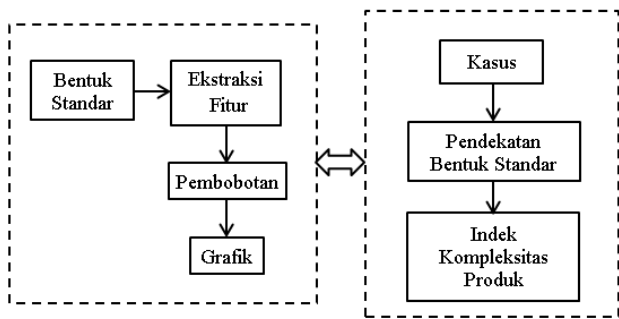 Bentuk
Standar
Ekstraksi
Fitur
Pembobotan
Grafik
Kasus
Pendekatan
Bentuk Standar
Indek
Kompleksitas
Produk